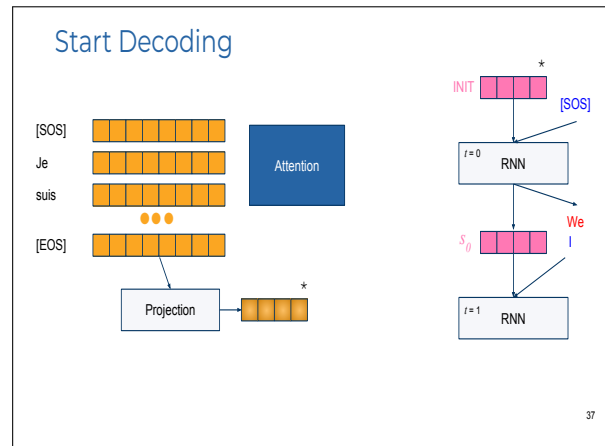 Start Decoding
*
INIT
[SOS]
[SOS]
Je
suis
[EOS]
Attention
t = 0
RNN
We
I
s0
Projection
*
t = 1
RNN
37